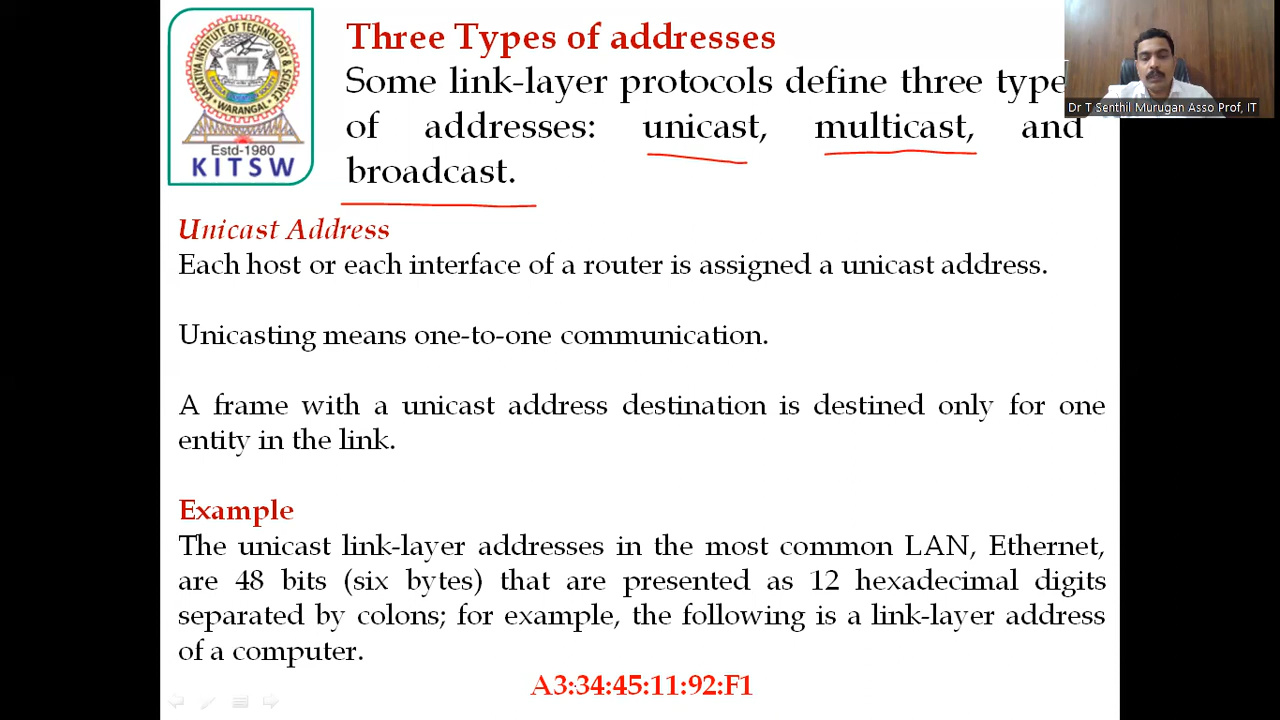 KAKATIYA INSTITUTE OF TECHNOLOGY & SCIENCE
WARANGAL
Estd-1980
KITSW
Three Types of addresses
Some link-layer protocols define three type
of addresses: unicast, multicast, and
broadcast.
Dr T Senthil Murugan Asso Prof, IT
Unicast Address
Each host or each interface of a router is assigned a unicast address.
Unicasting means one-to-one communication.
A frame with a unicast address destination is destined only for one
entity in the link.
Example
The unicast link-layer addresses in the most common LAN, Ethernet,
are 48 bits (six bytes) that are presented as 12 hexadecimal digits
separated by colons; for example, the following is a link-layer address
of a computer.
A3:34:45:11:92:F1